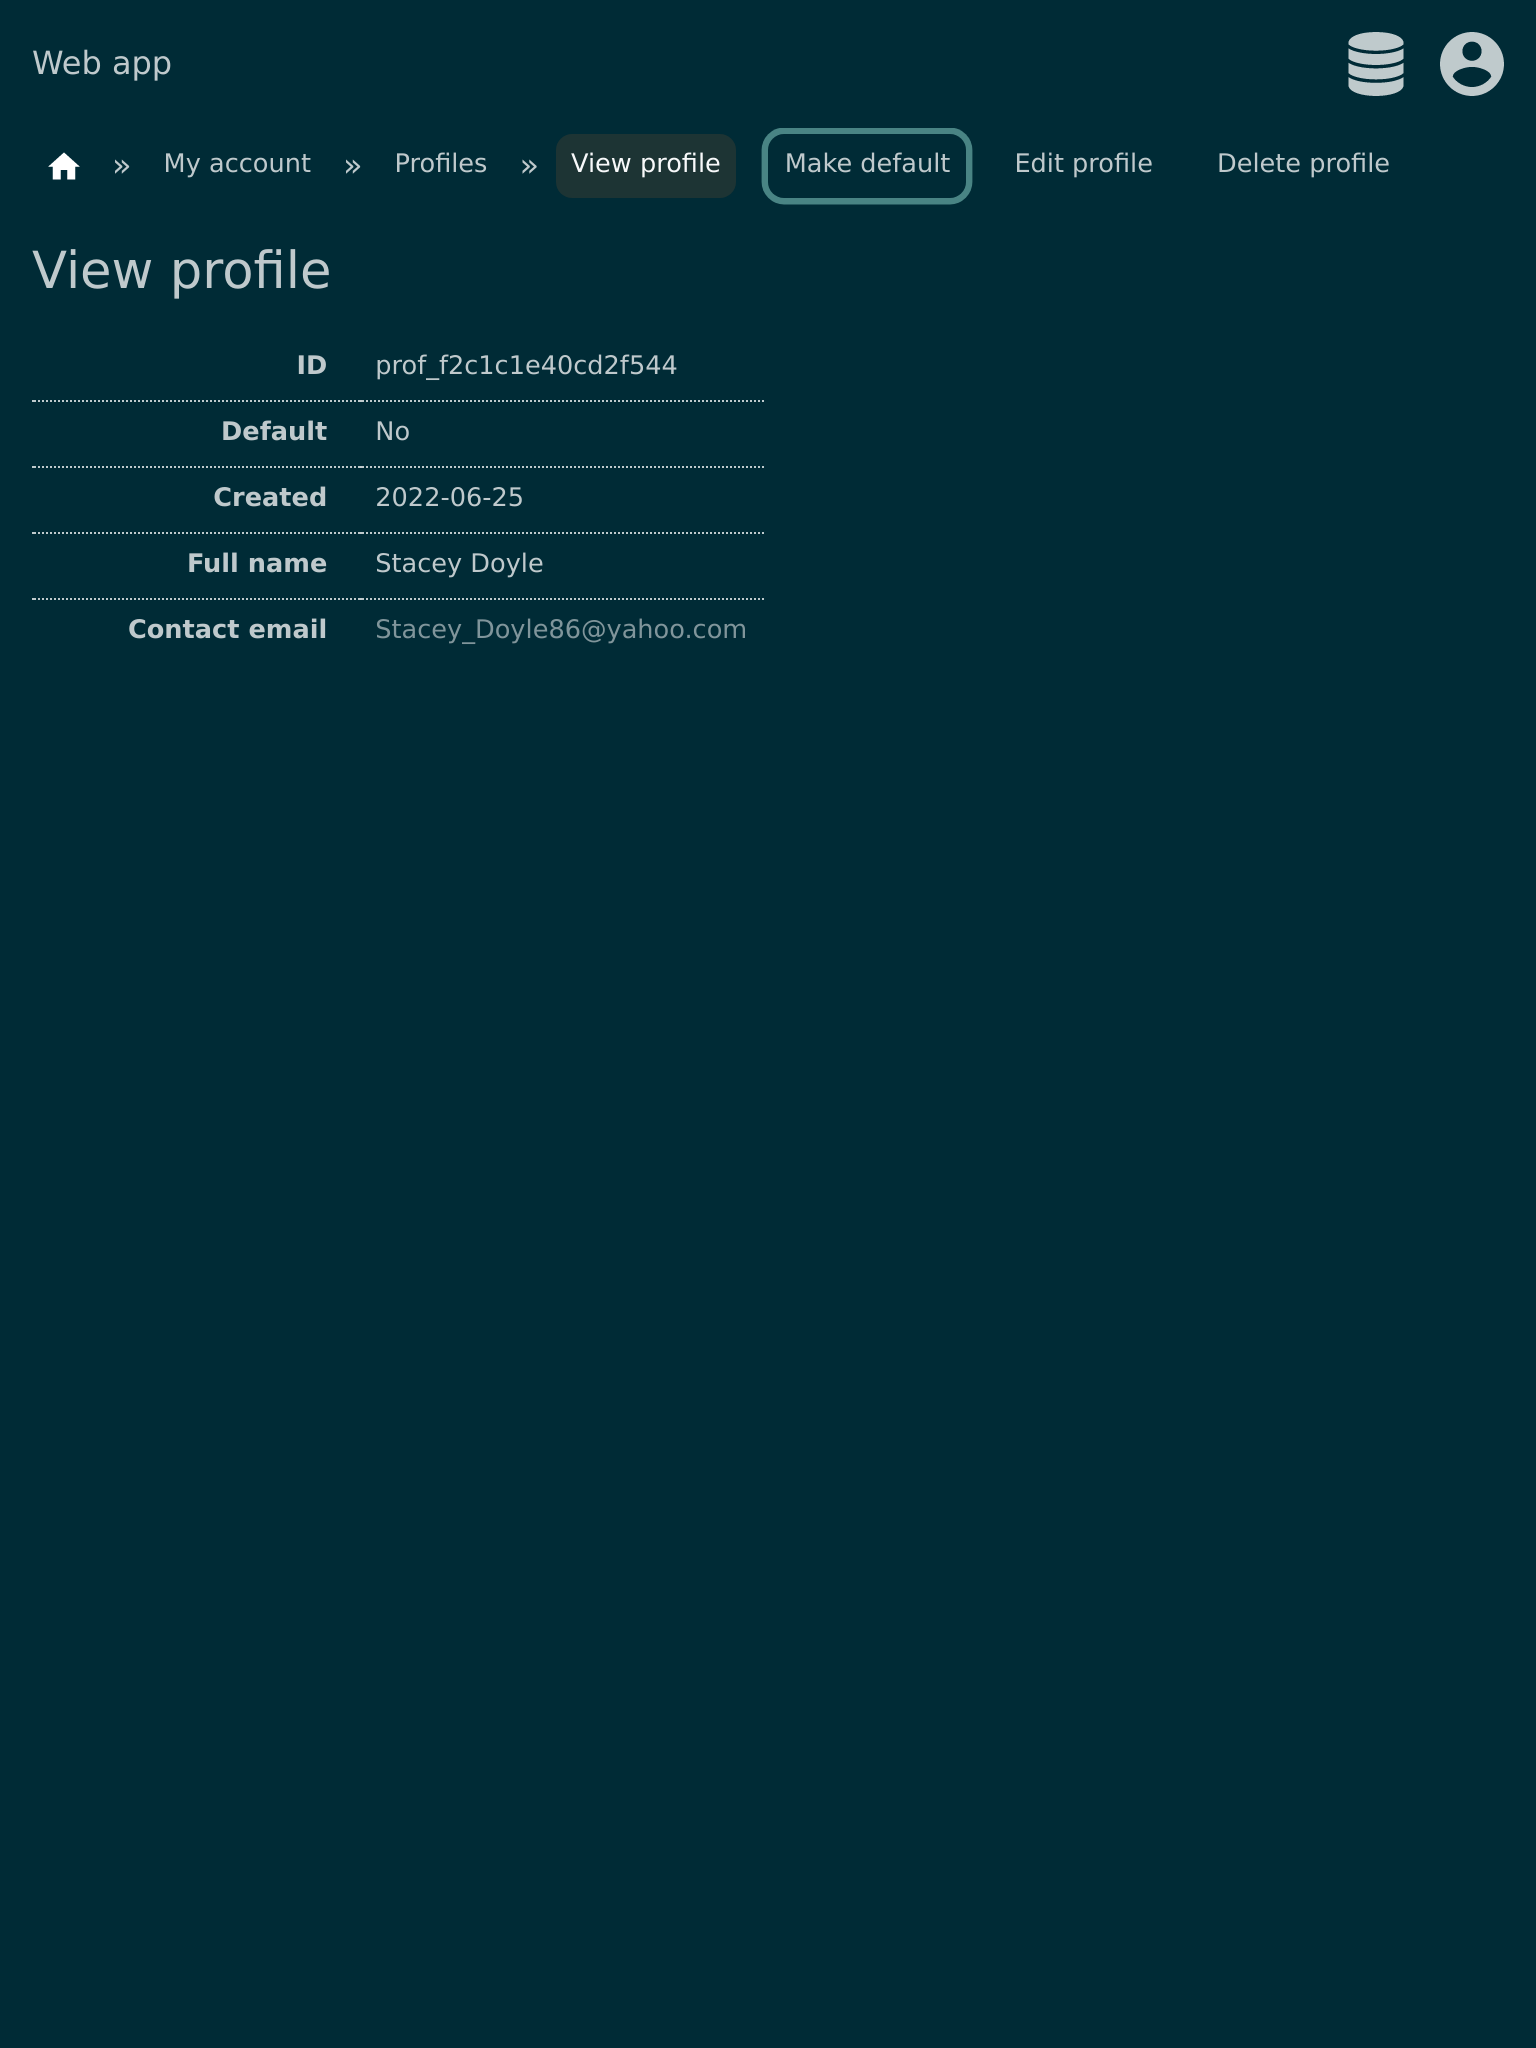 Web app
» My account » Profiles » View profile Make default Edit profile Delete profile
View profile
ID prof_f2c1c1e40cd2f544
Default No
Created 2022-06-25
Full name Stacey Doyle
Contact email Stacey_Doyle86@yahoo.com